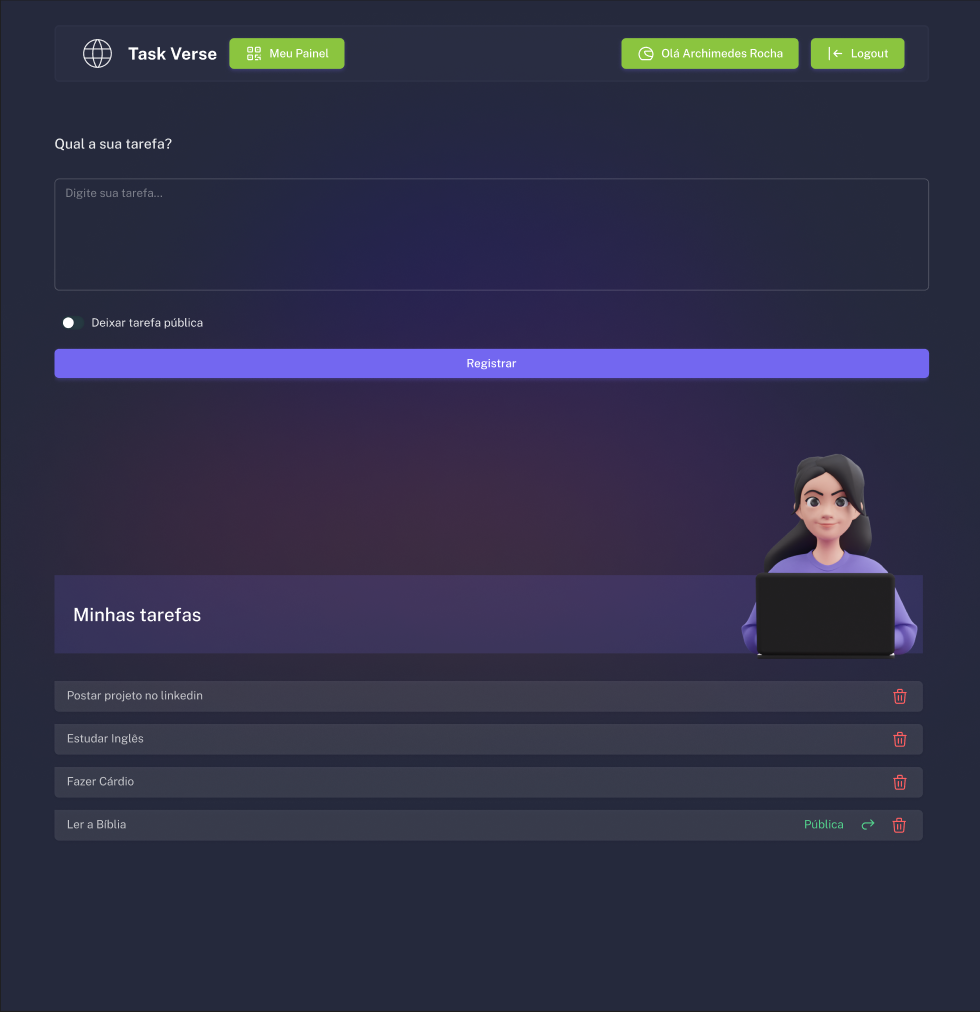 Task Verse
Meu Painel
Olá Archimedes Rocha
Logout
Qual a sua tarefa?
Digite sua tarefa...
Deixar tarefa pública
Registrar
Minhas tarefas
Postar projeto no linkedin
Estudar Inglês
Fazer Cárdio
Ler a Bíblia
Pública